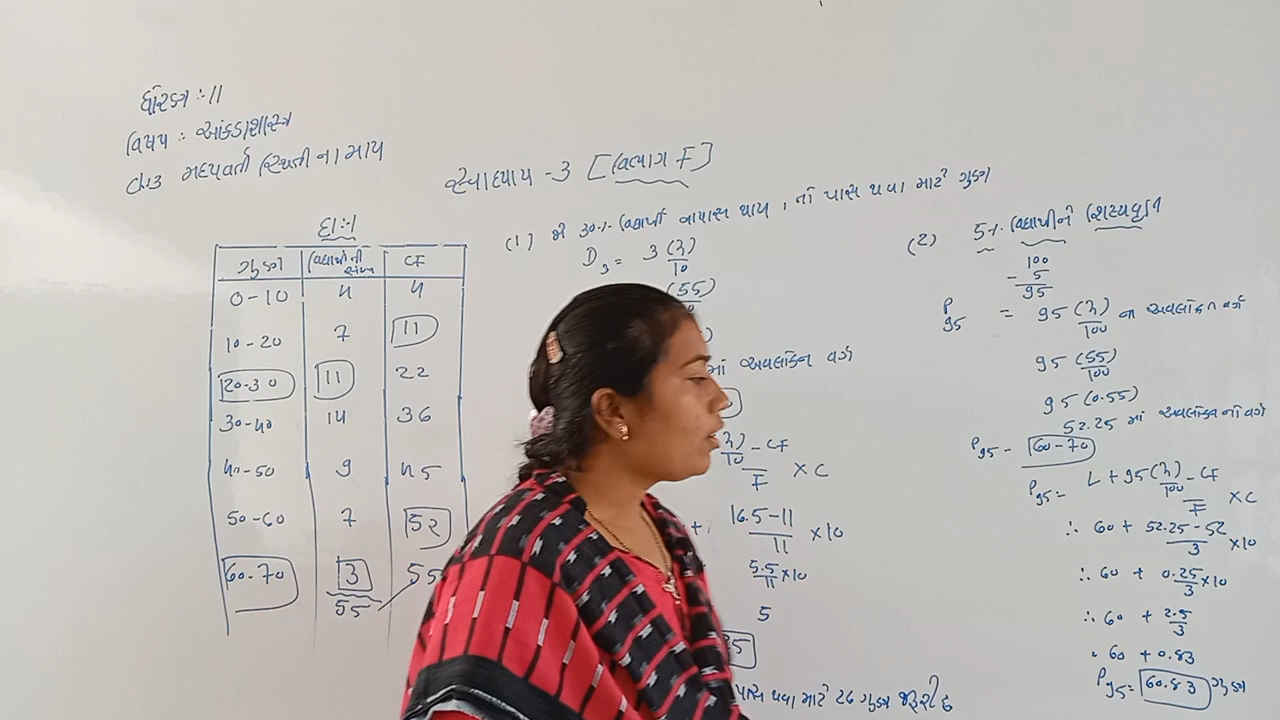 ધોરણ :- 11
વિષય : આંકડાશાસ્ત્ર
પાઠ-3 મધ્યવર્તી સ્થિતીના માપ
સ્વાધ્યાય - 3 [વિભાગ F]
દા:1
ગુણ | વિદ્યાર્થીની સંખ્યા | CF
0-10 | 4 | 4
10-20 | 7 | 11
20-30 | 11 | 22
30-40 | 14 | 36
40-50 | 9 | 45
50-60 | 7 | 52
60-70 | 3 | 55
55
(1) જો 30% વિદ્યાર્થી નાપાસ થાય, તો પાસ થવા માટે ગુણ
D3 = 3 (n)/10
(55)
માં અવલોકન વર્ગ
n)/10 - CF
F × C
+ 16.5-11/11 × 10
5.5/11 × 10
5
પાસ થવા માટે 26 ગુણ જરૂરી છે
(2) 5% વિદ્યાર્થીને શિષ્યવૃત્તિ
100
- 5
95
P95 = 95 (n)/100 ના અવલોકન વર્ગ
95 (55)/100
95 (0.55)
52.25 માં અવલોકનનો વર્ગ
P95 = 60-70
P95 = L + 95(n)/100 - CF
F × C
∴ 60 + 52.25 - 52/3 × 10
∴ 60 + 0.25/3 × 10
∴ 60 + 2.5/3
∴ 60 + 0.83
P95 = 60.83 ગુણ